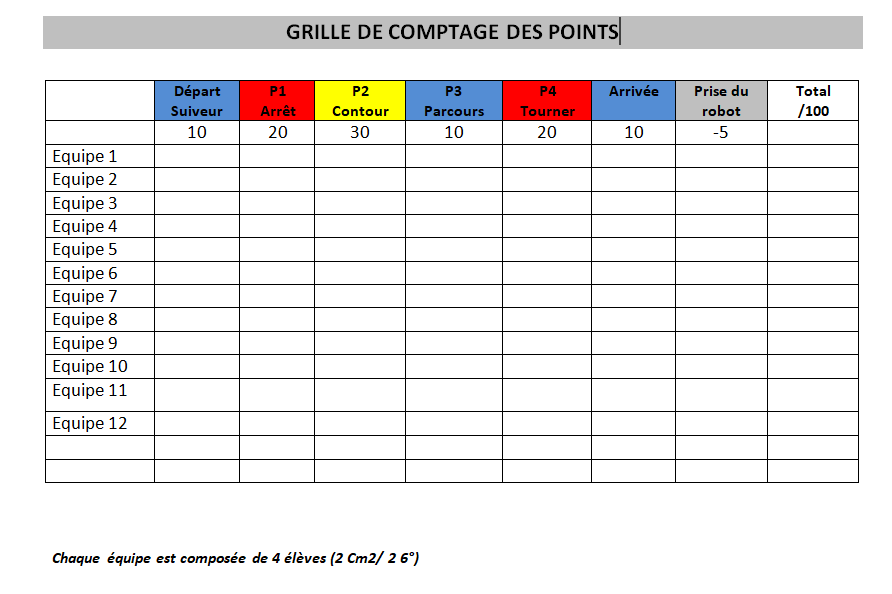 GRILLE DE COMPTAGE DES POINTS
Départ Suiveur P1 Arrêt P2 Contour P3 Parcours P4 Tourner Arrivée Prise du robot Total /100
10 20 30 10 20 10 -5
Equipe 1
Equipe 2
Equipe 3
Equipe 4
Equipe 5
Equipe 6
Equipe 7
Equipe 8
Equipe 9
Equipe 10
Equipe 11
Equipe 12
Chaque équipe est composée de 4 élèves (2 Cm2/ 2 6°)